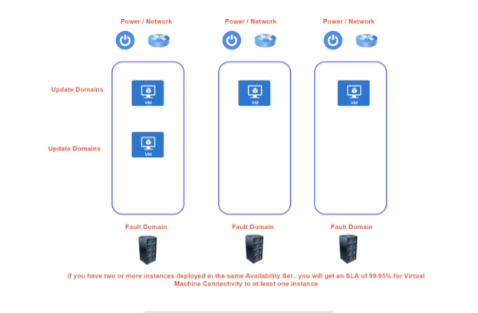 Power / Network
Power / Network
Power / Network
Update Domains
VM
VM
VM
Update Domains
VM
Fault Domain
Fault Domain
Fault Domain
If you have two or more instances deployed in the same Availability Set , you will get an SLA of 99.95% for Virtual
Machine Connectivity to at least one instance